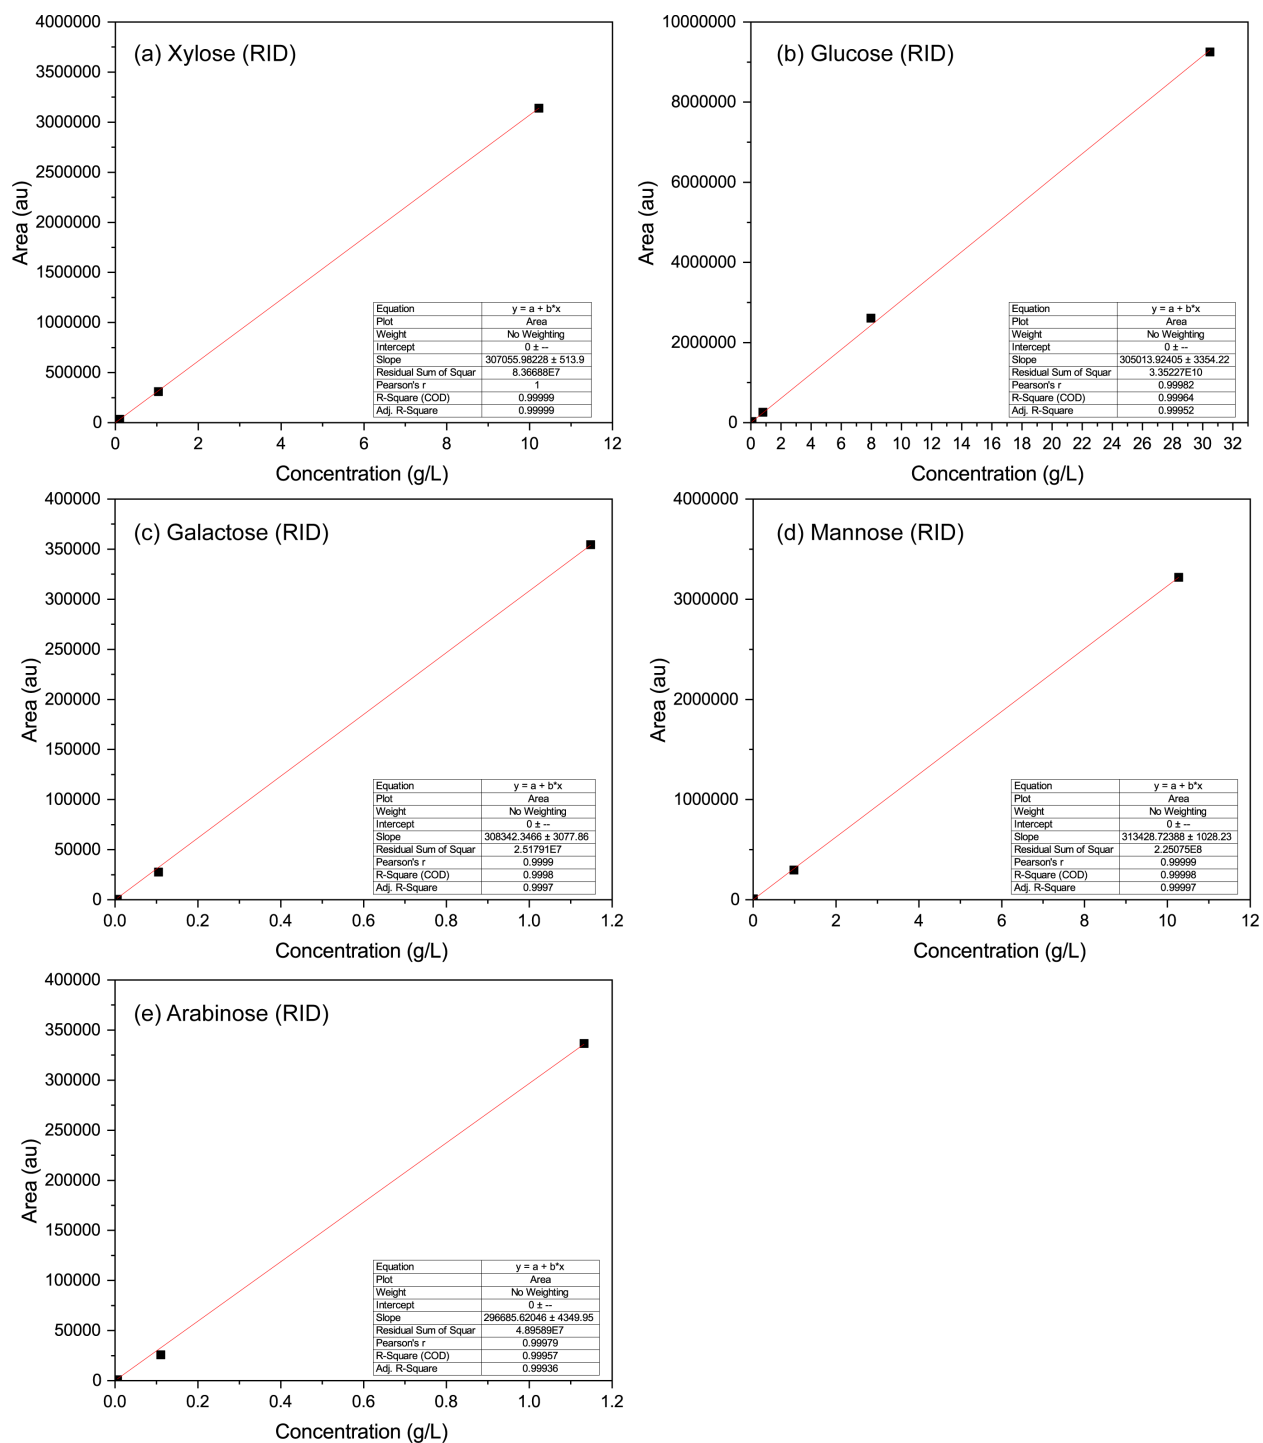 (a) Xylose (RID)
Area (au)
4000000
3500000
3000000
2500000
2000000
1500000
1000000
500000
0
0 2 4 6 8 10 12
Concentration (g/L)
Equation y = a + b*x
Plot Area
Weight No Weighting
Intercept 0 ± --
Slope 307055.98228 ± 513.9
Residual Sum of Squar 8.36688E7
Pearson's r 1
R-Square (COD) 0.99999
Adj. R-Square 0.99999
(b) Glucose (RID)
Area (au)
10000000
8000000
6000000
4000000
2000000
0
0 2 4 6 8 10 12 14 16 18 20 22 24 26 28 30 32
Concentration (g/L)
Equation y = a + b*x
Plot Area
Weight No Weighting
Intercept 0 ± --
Slope 305013.92405 ± 3354.22
Residual Sum of Squar 3.35227E10
Pearson's r 0.99982
R-Square (COD) 0.99964
Adj. R-Square 0.99952
(c) Galactose (RID)
Area (au)
400000
350000
300000
250000
200000
150000
100000
50000
0
0.0 0.2 0.4 0.6 0.8 1.0 1.2
Concentration (g/L)
Equation y = a + b*x
Plot Area
Weight No Weighting
Intercept 0 ± --
Slope 308342.3466 ± 3077.86
Residual Sum of Squar 2.51791E7
Pearson's r 0.9999
R-Square (COD) 0.9998
Adj. R-Square 0.9997
(d) Mannose (RID)
Area (au)
4000000
3000000
2000000
1000000
0
0 2 4 6 8 10 12
Concentration (g/L)
Equation y = a + b*x
Plot Area
Weight No Weighting
Intercept 0 ± --
Slope 313428.72388 ± 1028.23
Residual Sum of Squar 2.25075E8
Pearson's r 0.99999
R-Square (COD) 0.99998
Adj. R-Square 0.99997
(e) Arabinose (RID)
Area (au)
400000
350000
300000
250000
200000
150000
100000
50000
0
0.0 0.2 0.4 0.6 0.8 1.0 1.2
Concentration (g/L)
Equation y = a + b*x
Plot Area
Weight No Weighting
Intercept 0 ± --
Slope 296685.62046 ± 4349.95
Residual Sum of Squar 4.89589E7
Pearson's r 0.99979
R-Square (COD) 0.99957
Adj. R-Square 0.99936